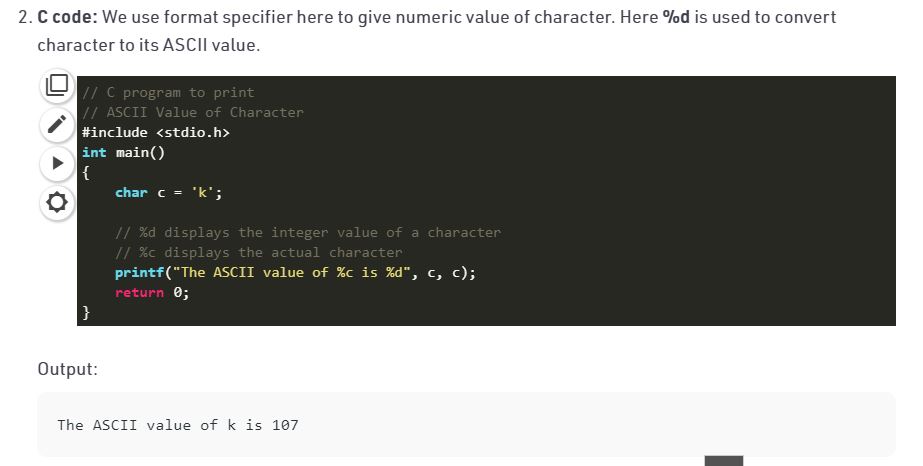 2. C code: We use format specifier here to give numeric value of character. Here %d is used to convert
character to its ASCII value.
// C program to print
// ASCII Value of Character
#include <stdio.h>
int main()
{
    char c = 'k';
    // %d displays the integer value of a character
    // %c displays the actual character
    printf("The ASCII value of %c is %d", c, c);
    return 0;
}
Output:
The ASCII value of k is 107